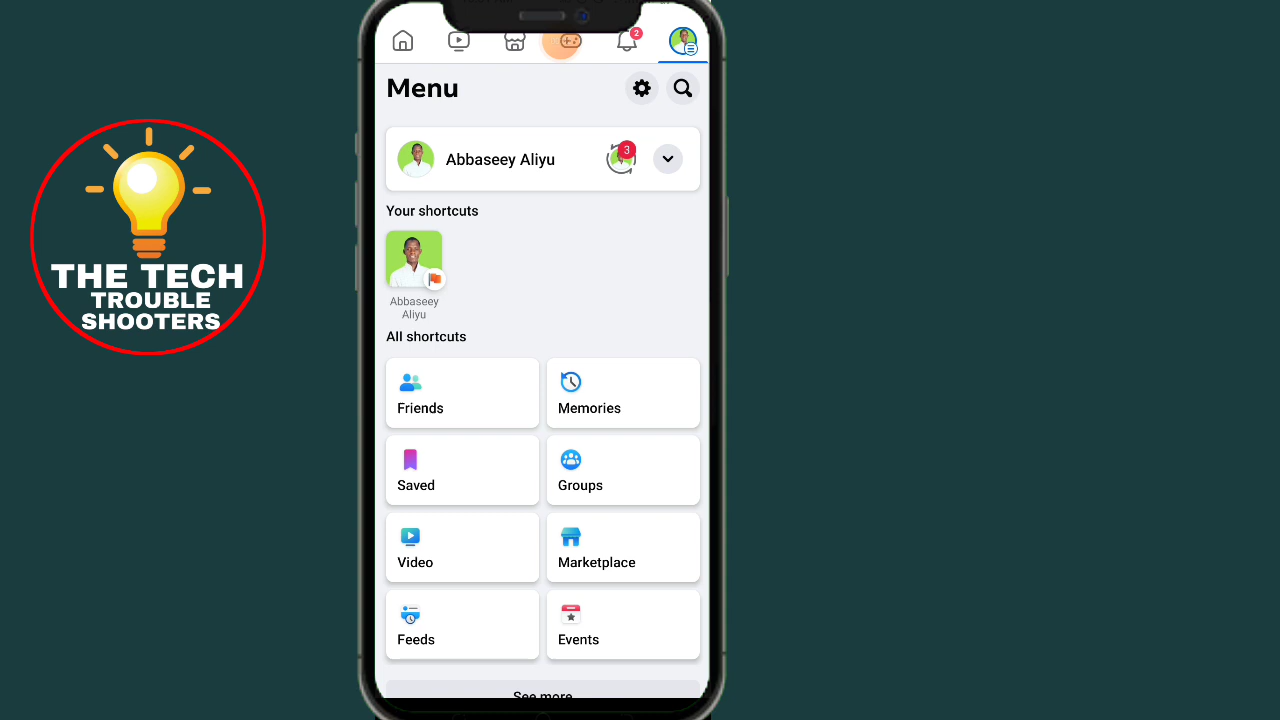 THE TECH
TROUBLE
SHOOTERS
2
Menu
Abbaseey Aliyu
3
Your shortcuts
Abbaseey
Aliyu
All shortcuts
Friends
Memories
Saved
Groups
Video
Marketplace
Feeds
Events
See more